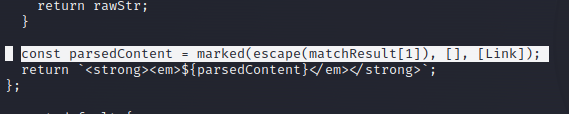 return rawStr;
}
const parsedContent = marked(escape(matchResult[1]), [], [Link]);
return `<strong><em>${parsedContent}</em></strong>`;
};